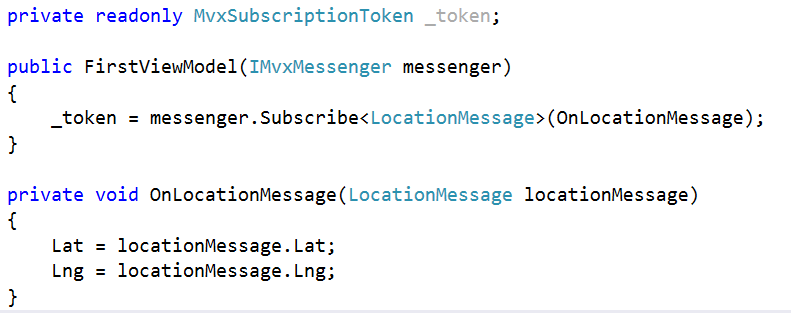 private readonly MvxSubscriptionToken _token;
public FirstViewModel(IMvxMessenger messenger)
{
    _token = messenger.Subscribe<LocationMessage>(OnLocationMessage);
}
private void OnLocationMessage(LocationMessage locationMessage)
{
    Lat = locationMessage.Lat;
    Lng = locationMessage.Lng;
}